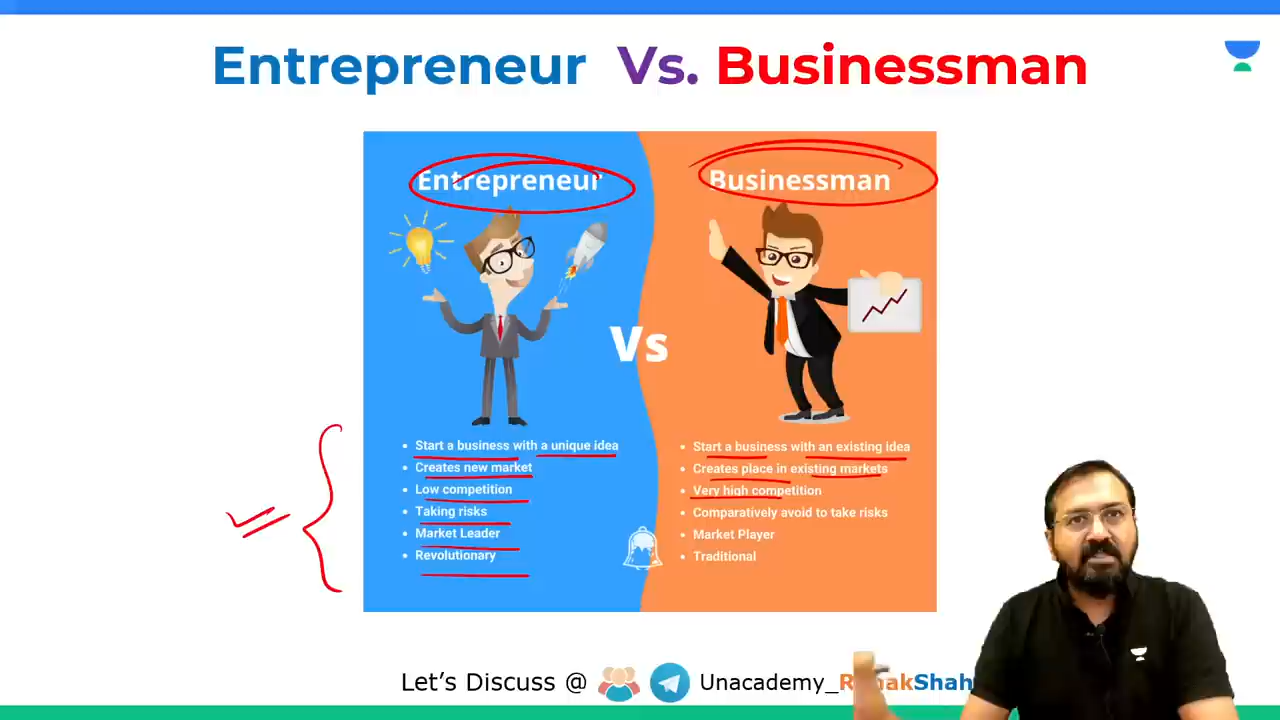 Entrepreneur Vs. Businessman
Entrepreneur
Businessman
Vs
Start a business with a unique idea
Creates new market
Low competition
Taking risks
Market Leader
Revolutionary
Start a business with an existing idea
Creates place in existing markets
Very high competition
Comparatively avoid to take risks
Market Player
Traditional
Let's Discuss @ Unacademy_